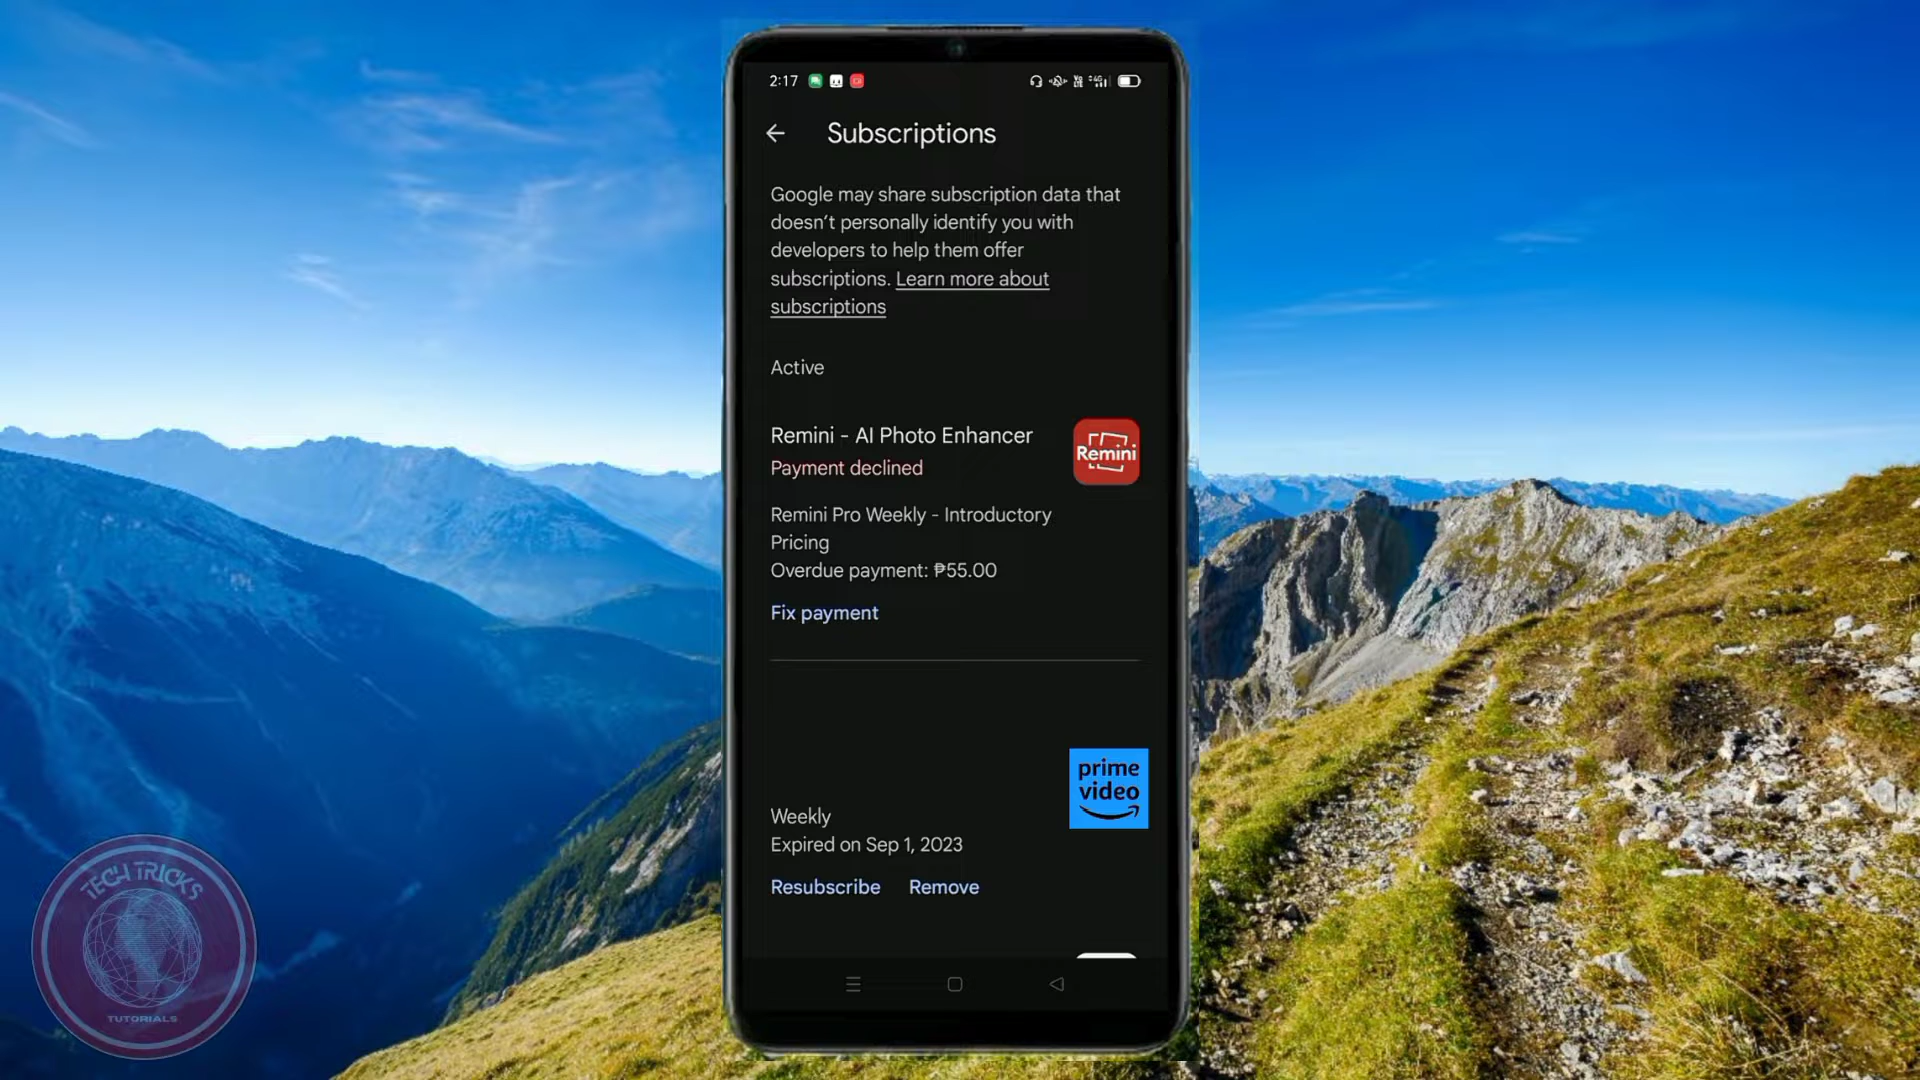 2:17
Subscriptions
Google may share subscription data that
doesn't personally identify you with
developers to help them offer
subscriptions. Learn more about
subscriptions
Active
Remini - AI Photo Enhancer
Payment declined
Remini
Remini Pro Weekly - Introductory
Pricing
Overdue payment: ₱55.00
Fix payment
prime
video
Weekly
Expired on Sep 1, 2023
Resubscribe Remove
TECH TRICKS
TUTORIALS